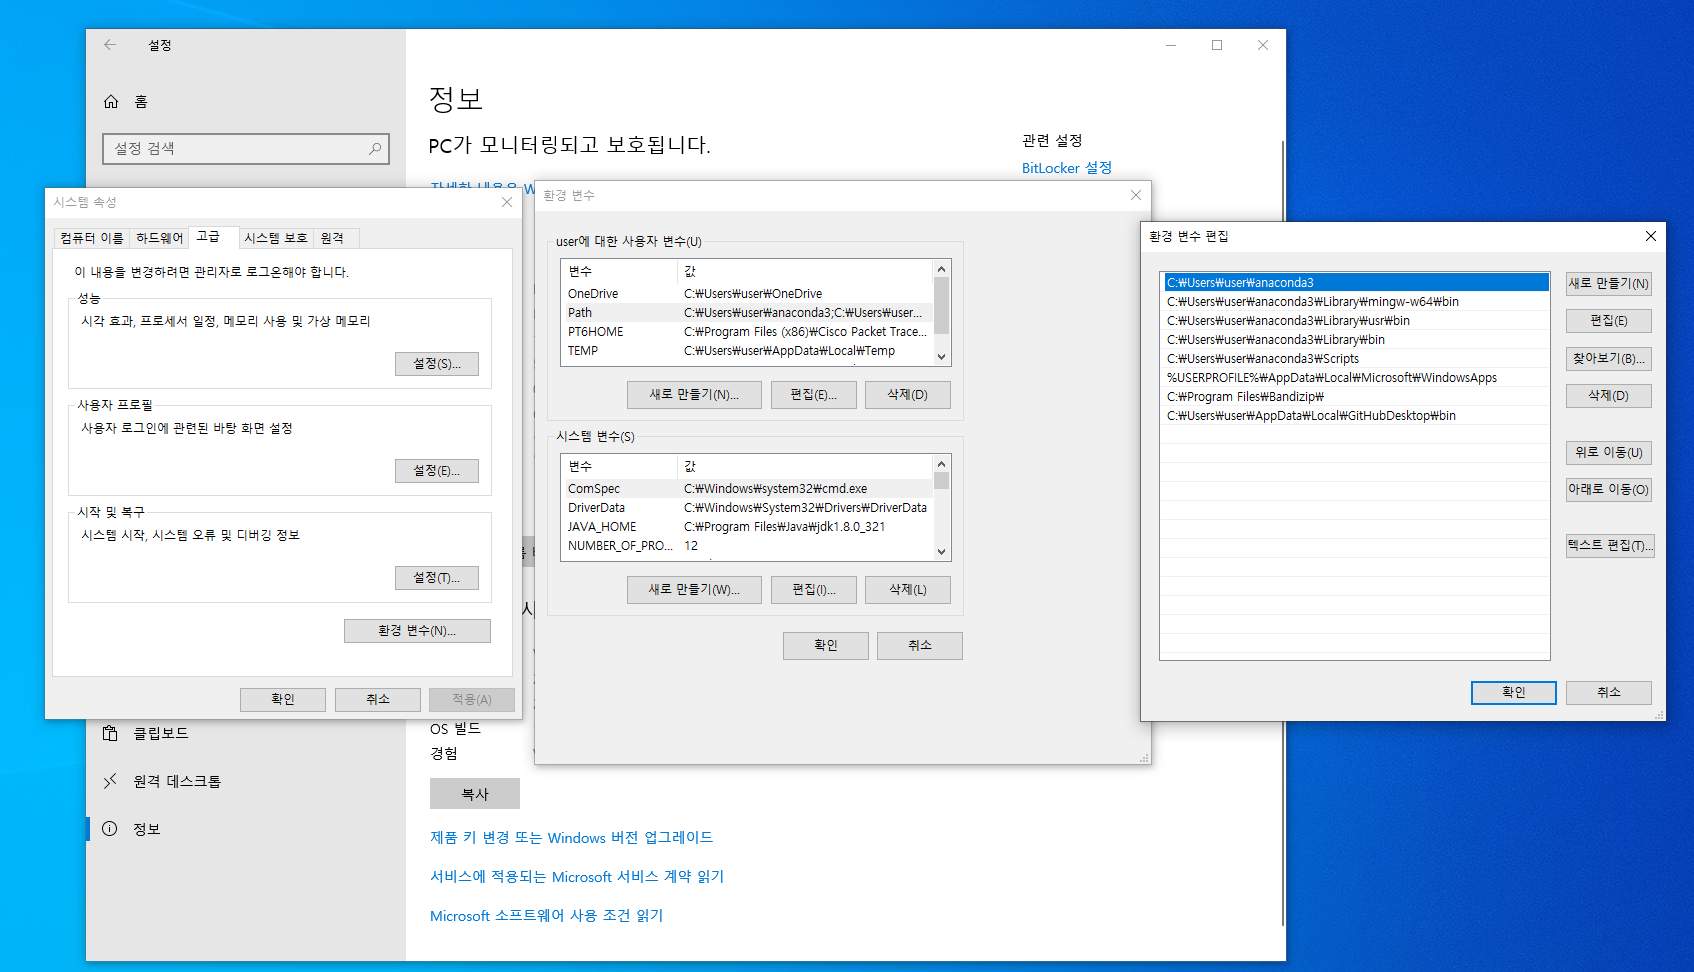 설정
홈
설정 검색
정보
PC가 모니터링되고 보호됩니다.
관련 설정
BitLocker 설정
시스템 속성
컴퓨터 이름
하드웨어
고급
시스템 보호
원격
이 내용을 변경하려면 관리자로 로그온해야 합니다.
성능
시각 효과, 프로세서 일정, 메모리 사용 및 가상 메모리
설정(S)...
사용자 프로필
사용자 로그인에 관련된 바탕 화면 설정
설정(E)...
시작 및 복구
시스템 시작, 시스템 오류 및 디버깅 정보
설정(T)...
환경 변수(N)...
확인
취소
적용(A)
환경 변수
user에 대한 사용자 변수(U)
변수 값
OneDrive C:₩Users₩user₩OneDrive
Path C:₩Users₩user₩anaconda3;C:₩Users₩user...
PT6HOME C:₩Program Files (x86)₩Cisco Packet Trace...
TEMP C:₩Users₩user₩AppData₩Local₩Temp
새로 만들기(N)...
편집(E)...
삭제(D)
시스템 변수(S)
변수 값
ComSpec C:₩Windows₩system32₩cmd.exe
DriverData C:₩Windows₩System32₩Drivers₩DriverData
JAVA_HOME C:₩Program Files₩Java₩jdk1.8.0_321
NUMBER_OF_PRO... 12
새로 만들기(W)...
편집(I)...
삭제(L)
확인
취소
환경 변수 편집
C:₩Users₩user₩anaconda3
C:₩Users₩user₩anaconda3₩Library₩mingw-w64₩bin
C:₩Users₩user₩anaconda3₩Library₩usr₩bin
C:₩Users₩user₩anaconda3₩Library₩bin
C:₩Users₩user₩anaconda3₩Scripts
%USERPROFILE%₩AppData₩Local₩Microsoft₩WindowsApps
C:₩Program Files₩Bandizip₩
C:₩Users₩user₩AppData₩Local₩GitHubDesktop₩bin
새로 만들기(N)
편집(E)
찾아보기(B)...
삭제(D)
위로 이동(U)
아래로 이동(O)
텍스트 편집(T)...
확인
취소
클립보드
원격 데스크톱
정보
OS 빌드
경험
복사
제품 키 변경 또는 Windows 버전 업그레이드
서비스에 적용되는 Microsoft 서비스 계약 읽기
Microsoft 소프트웨어 사용 조건 읽기